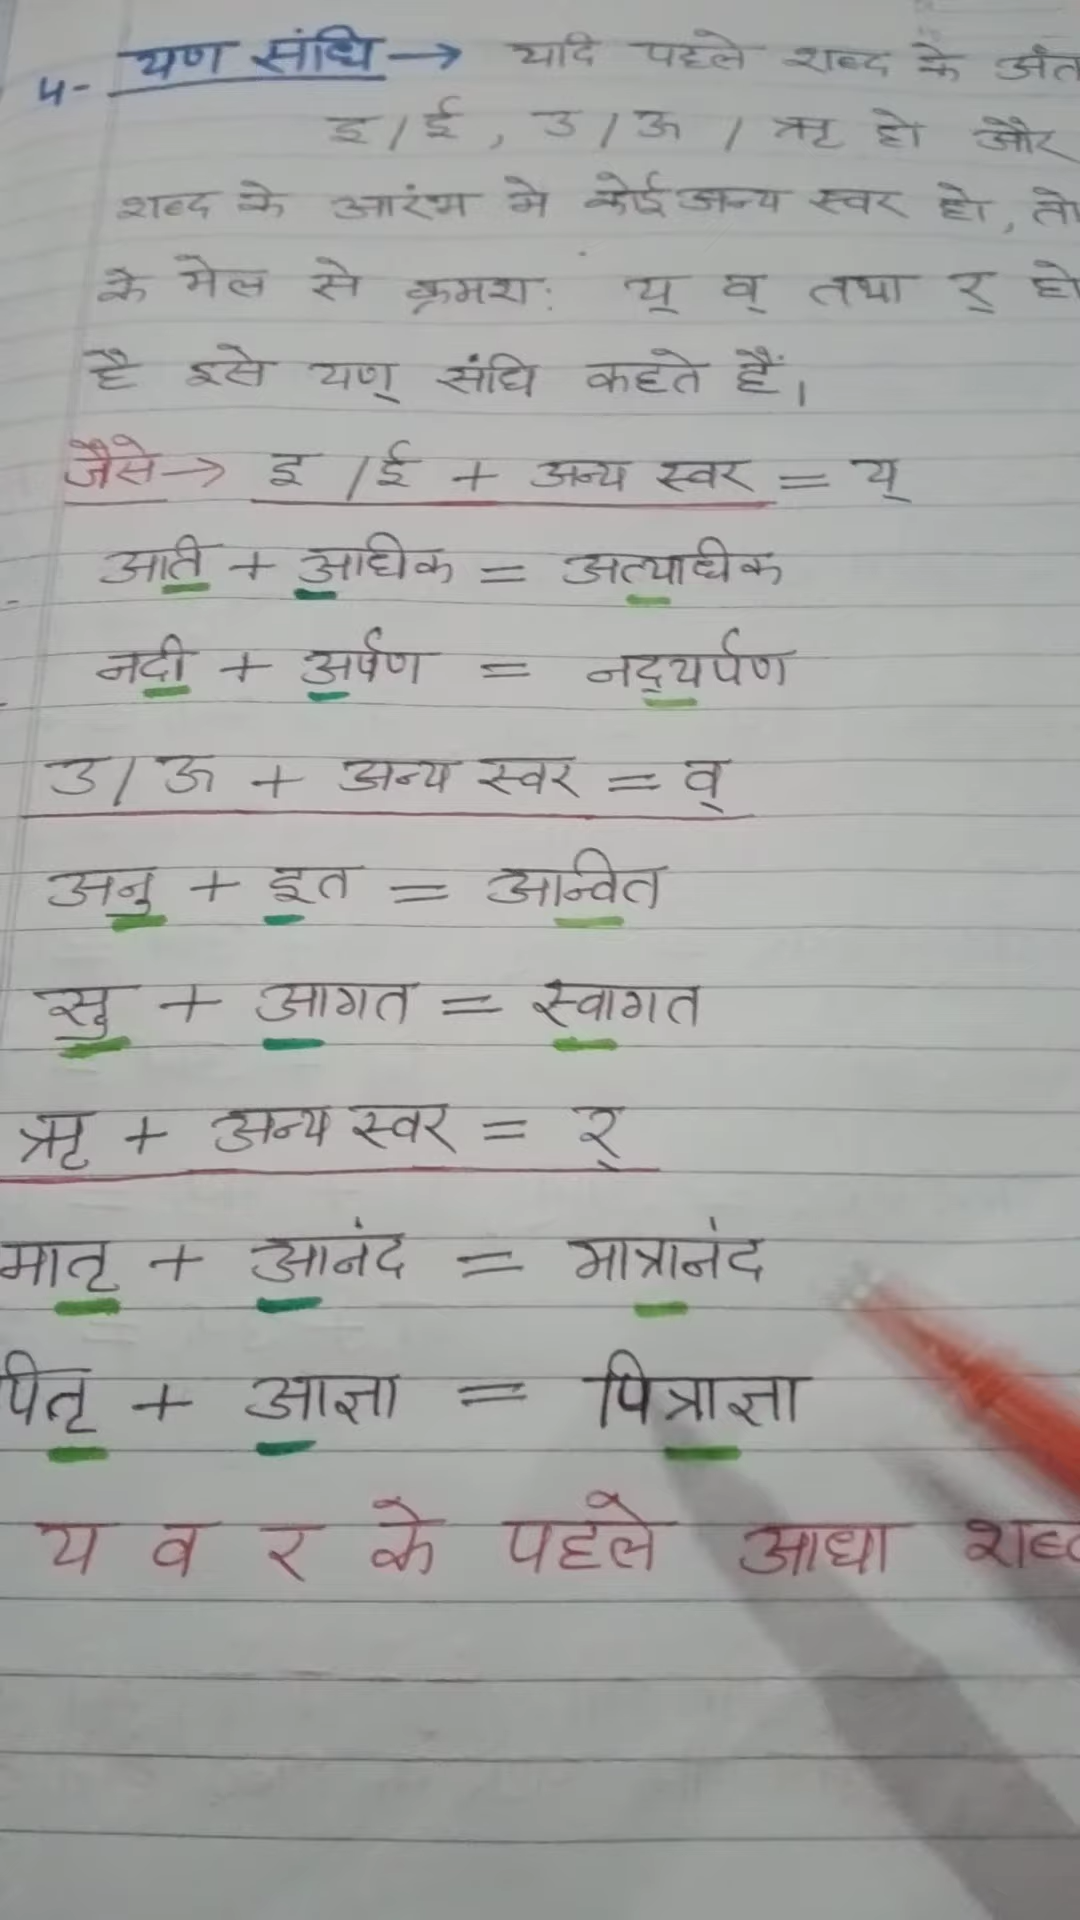 4- यण संधि → यदि पहले शब्द के अंत
इ / ई , उ / ऊ / ऋ हो और
शब्द के आरंभ मे कोई अन्य स्वर हो, तो
के मेल से क्रमश: य् व् तथा र् हो
है इसे यण् संधि कहते हैं।
जैसे → इ / ई + अन्य स्वर = य्
अति + अधिक = अत्याधिक
नदी + अर्पण = नद्यर्पण
उ / ऊ + अन्य स्वर = व्
अनु + इत = अन्वित
सु + आगत = स्वागत
ऋ + अन्य स्वर = र्
मातृ + आनंद = मात्रानंद
पितृ + आज्ञा = पित्राज्ञा
य व र के पहले आधा शब्द